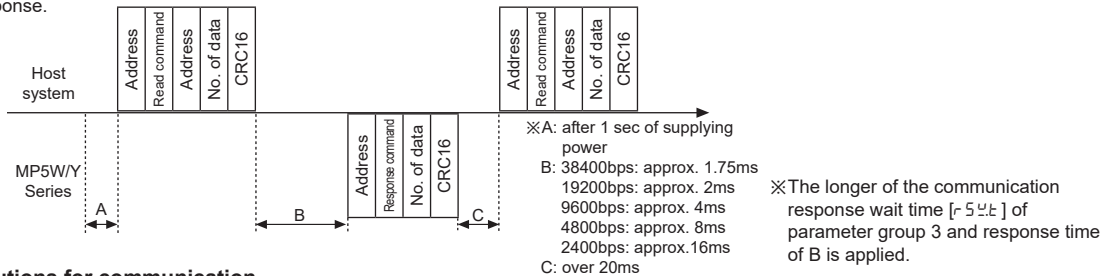 ponse.
Host
system
Address
Read command
Address
No. of data
CRC16
Address
Read command
Address
No. of data
CRC16
MP5W/Y
Series
Address
Response command
No. of data
CRC16
A
B
C
※A: after 1 sec of supplying
power
B: 38400bps: approx. 1.75ms
19200bps: approx. 2ms
9600bps: approx. 4ms
4800bps: approx. 8ms
2400bps: approx.16ms
C: over 20ms
※The longer of the communication
response wait time [rSY.t] of
parameter group 3 and response time
of B is applied.
utions for communication